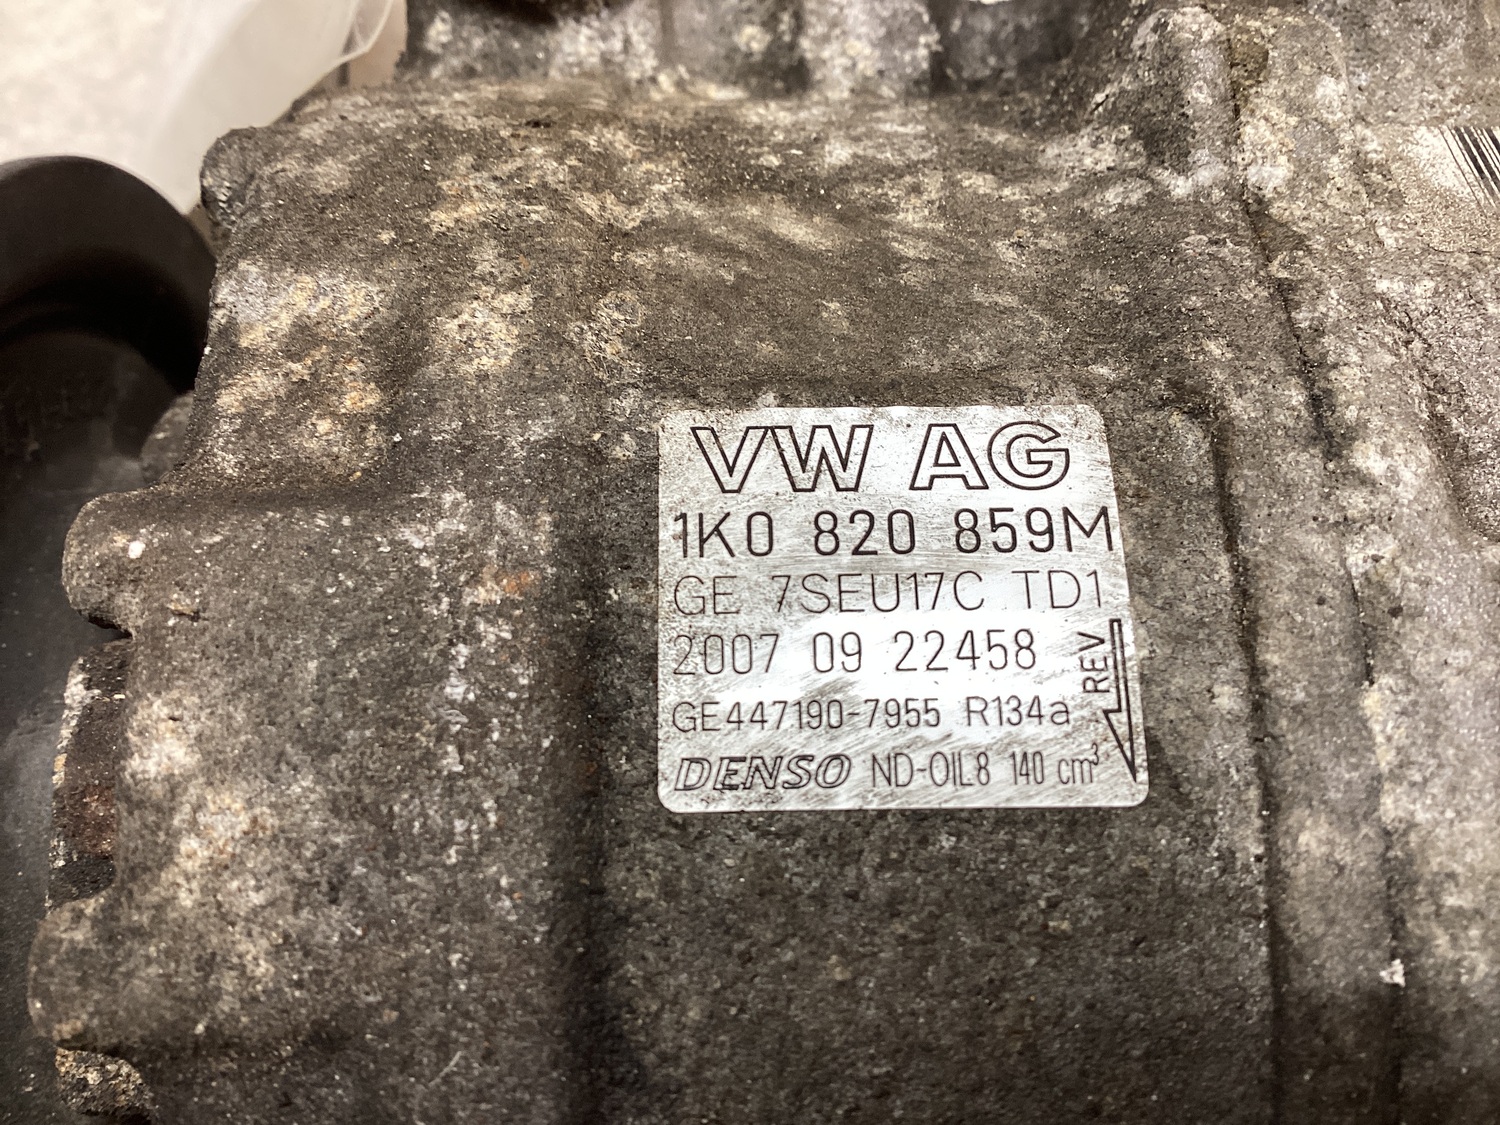 VW AG
1K0 820 859M
GE 7SEU17C TD1
2007 09 22458
REV
GE447190-7955 R134a
DENSO ND-OIL8 140 cm³